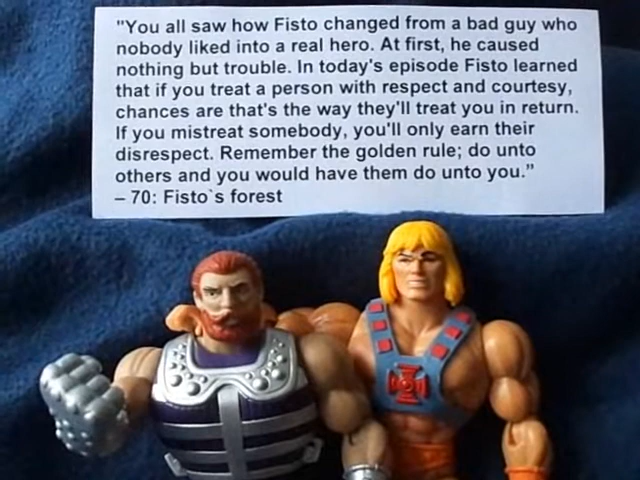 "You all saw how Fisto changed from a bad guy who
nobody liked into a real hero. At first, he caused
nothing but trouble. In today's episode Fisto learned
that if you treat a person with respect and courtesy,
chances are that's the way they'll treat you in return.
If you mistreat somebody, you'll only earn their
disrespect. Remember the golden rule; do unto
others and you would have them do unto you.”
– 70: Fisto`s forest